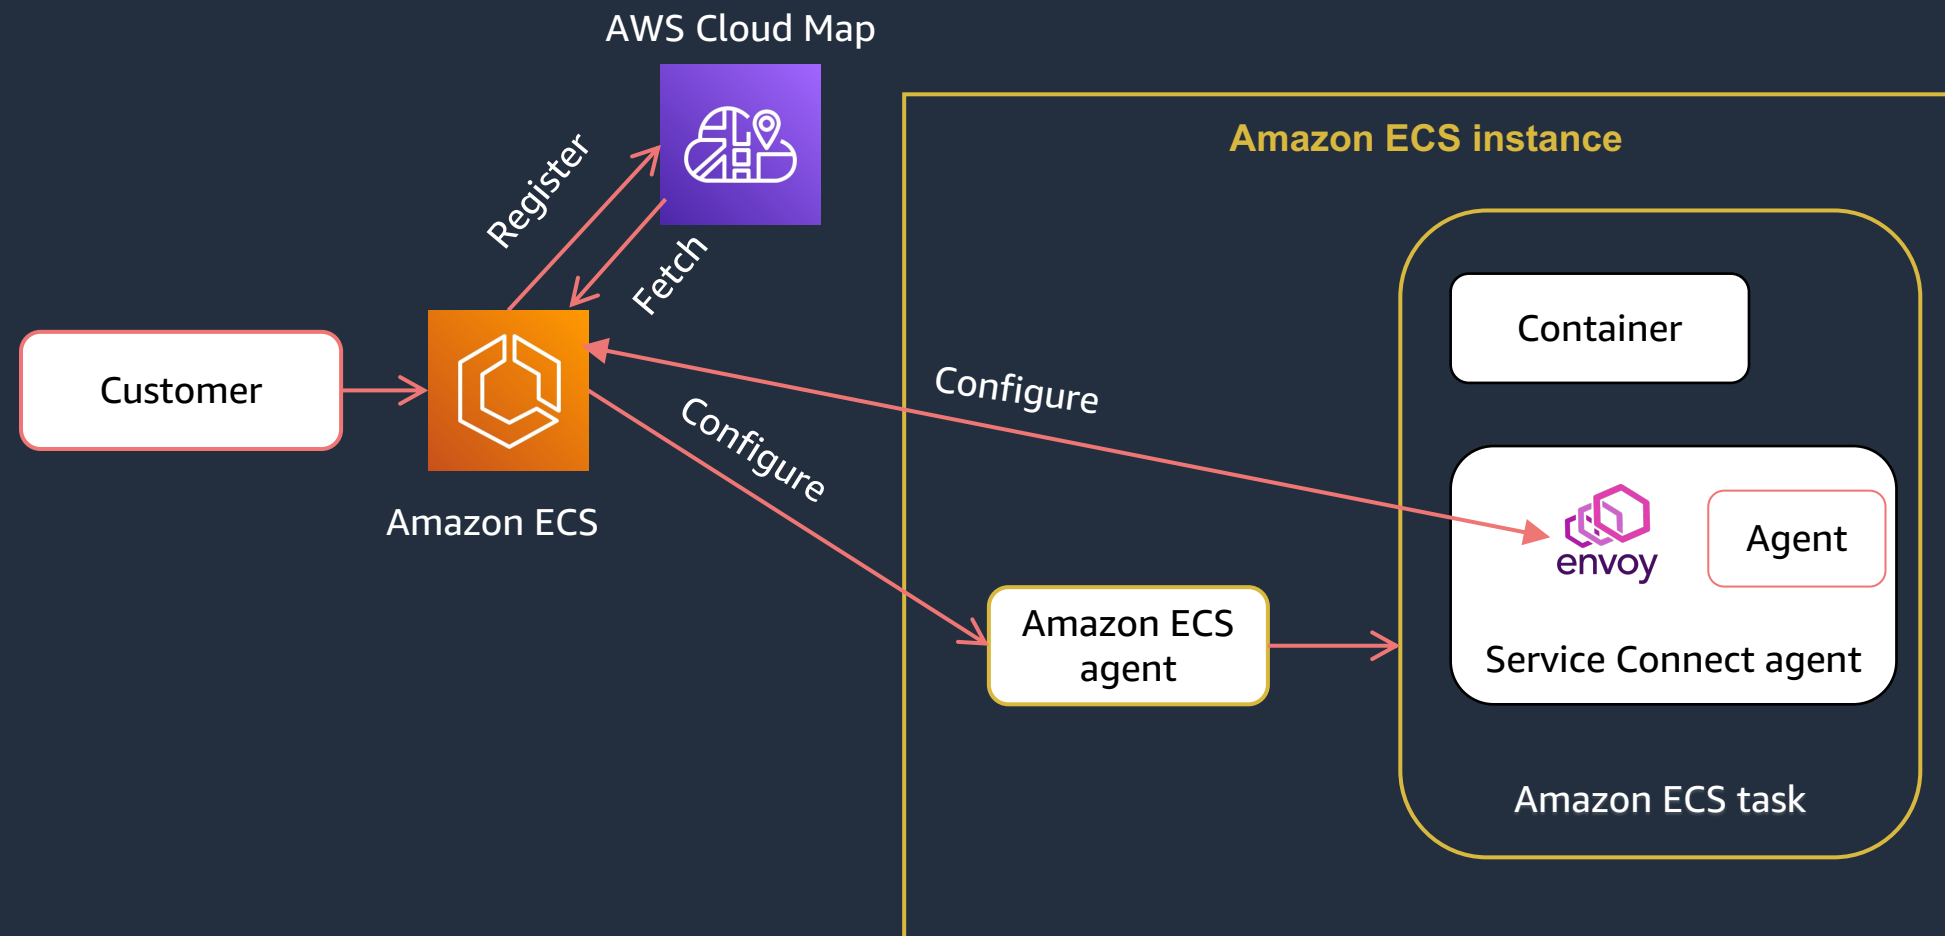 AWS Cloud Map
Register
Fetch
Customer
Amazon ECS
Configure
Configure
Amazon ECS instance
Container
envoy
Agent
Service Connect agent
Amazon ECS
agent
Amazon ECS task